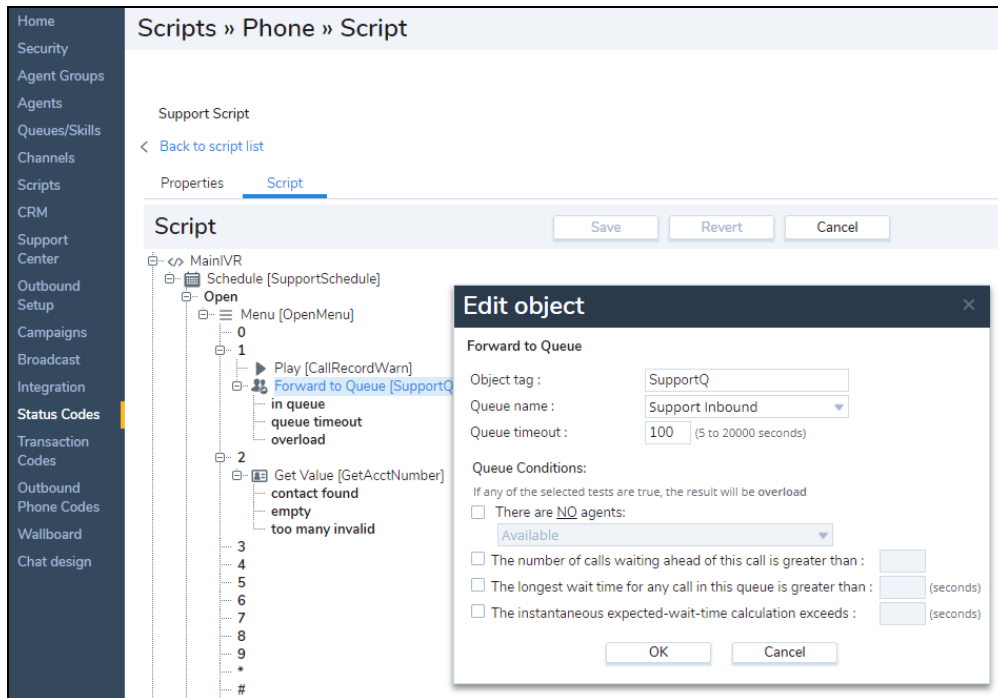 Home
Security
Agent Groups
Agents
Queues/Skills
Channels
Scripts
CRM
Support
Center
Outbound
Setup
Campaigns
Broadcast
Integration
Status Codes
Transaction
Codes
Outbound
Phone Codes
Wallboard
Chat design
Scripts » Phone » Script
Support Script
< Back to script list
Properties Script
Script Save Revert Cancel
</> MainIVR
Schedule [SupportSchedule]
Open
Menu [OpenMenu]
0
1
Play [CallRecordWarn]
Forward to Queue [SupportQ
in queue
queue timeout
overload
2
Get Value [GetAcctNumber]
contact found
empty
too many invalid
3
4
5
6
7
8
9
*
#
Edit object ×
Forward to Queue
Object tag : SupportQ
Queue name : Support Inbound
Queue timeout : 100 (5 to 20000 seconds)
Queue Conditions:
If any of the selected tests are true, the result will be overload
There are NO agents:
Available
The number of calls waiting ahead of this call is greater than :
The longest wait time for any call in this queue is greater than : (seconds)
The instantaneous expected-wait-time calculation exceeds : (seconds)
OK Cancel